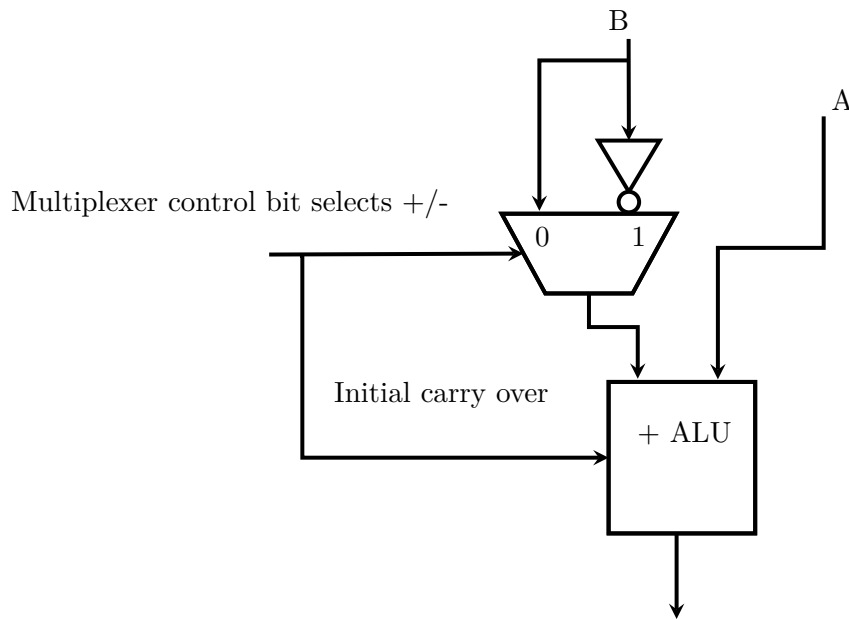 B
A
Multiplexer control bit selects +/-
0 1
Initial carry over
+ ALU